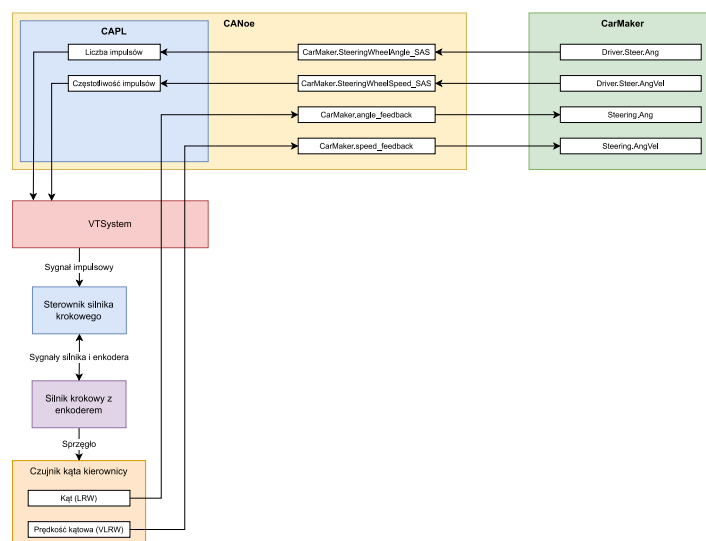 CANoe
CarMaker
CAPL
Liczba impulsów
CarMaker.SteeringWheelAngle_SAS
Driver.Steer.Ang
Częstotliwość impulsów
CarMaker.SteeringWheelSpeed_SAS
Driver.Steer.AngVel
CarMaker.angle_feedback
Steering.Ang
CarMaker.speed_feedback
Steering.AngVel
VTSystem
Sygnał impulsowy
Sterownik silnika
krokowego
Sygnały silnika i enkodera
Silnik krokowy z
enkoderem
Sprzęgło
Czujnik kąta kierownicy
Kąt (LRW)
Prędkość kątowa (VLRW)